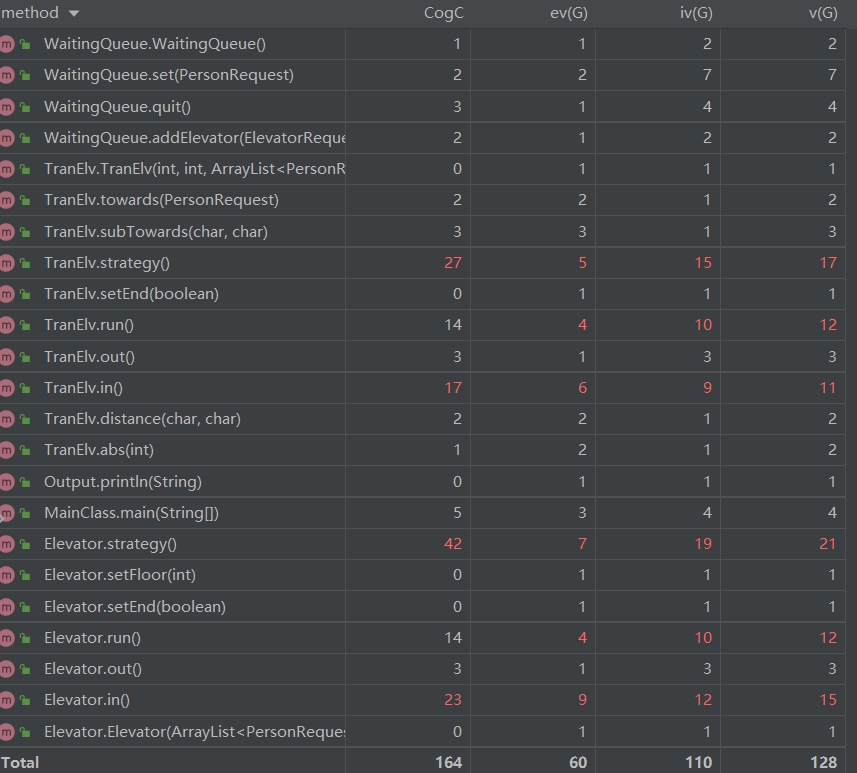 method CogC ev(G) iv(G) v(G)
m WaitingQueue.WaitingQueue() 1 1 2 2
m WaitingQueue.set(PersonRequest) 2 2 7 7
m WaitingQueue.quit() 3 1 4 4
m WaitingQueue.addElevator(ElevatorReque 2 1 2 2
m TranElv.TranElv(int, int, ArrayList<PersonR 0 1 1 1
m TranElv.towards(PersonRequest) 2 2 1 2
m TranElv.subTowards(char, char) 3 3 1 3
m TranElv.strategy() 27 5 15 17
m TranElv.setEnd(boolean) 0 1 1 1
m TranElv.run() 14 4 10 12
m TranElv.out() 3 1 3 3
m TranElv.in() 17 6 9 11
m TranElv.distance(char, char) 2 2 1 2
m TranElv.abs(int) 1 2 1 2
m Output.println(String) 0 1 1 1
m MainClass.main(String[]) 5 3 4 4
m Elevator.strategy() 42 7 19 21
m Elevator.setFloor(int) 0 1 1 1
m Elevator.setEnd(boolean) 0 1 1 1
m Elevator.run() 14 4 10 12
m Elevator.out() 3 1 3 3
m Elevator.in() 23 9 12 15
m Elevator.Elevator(ArrayList<PersonReques 0 1 1 1
Total 164 60 110 128